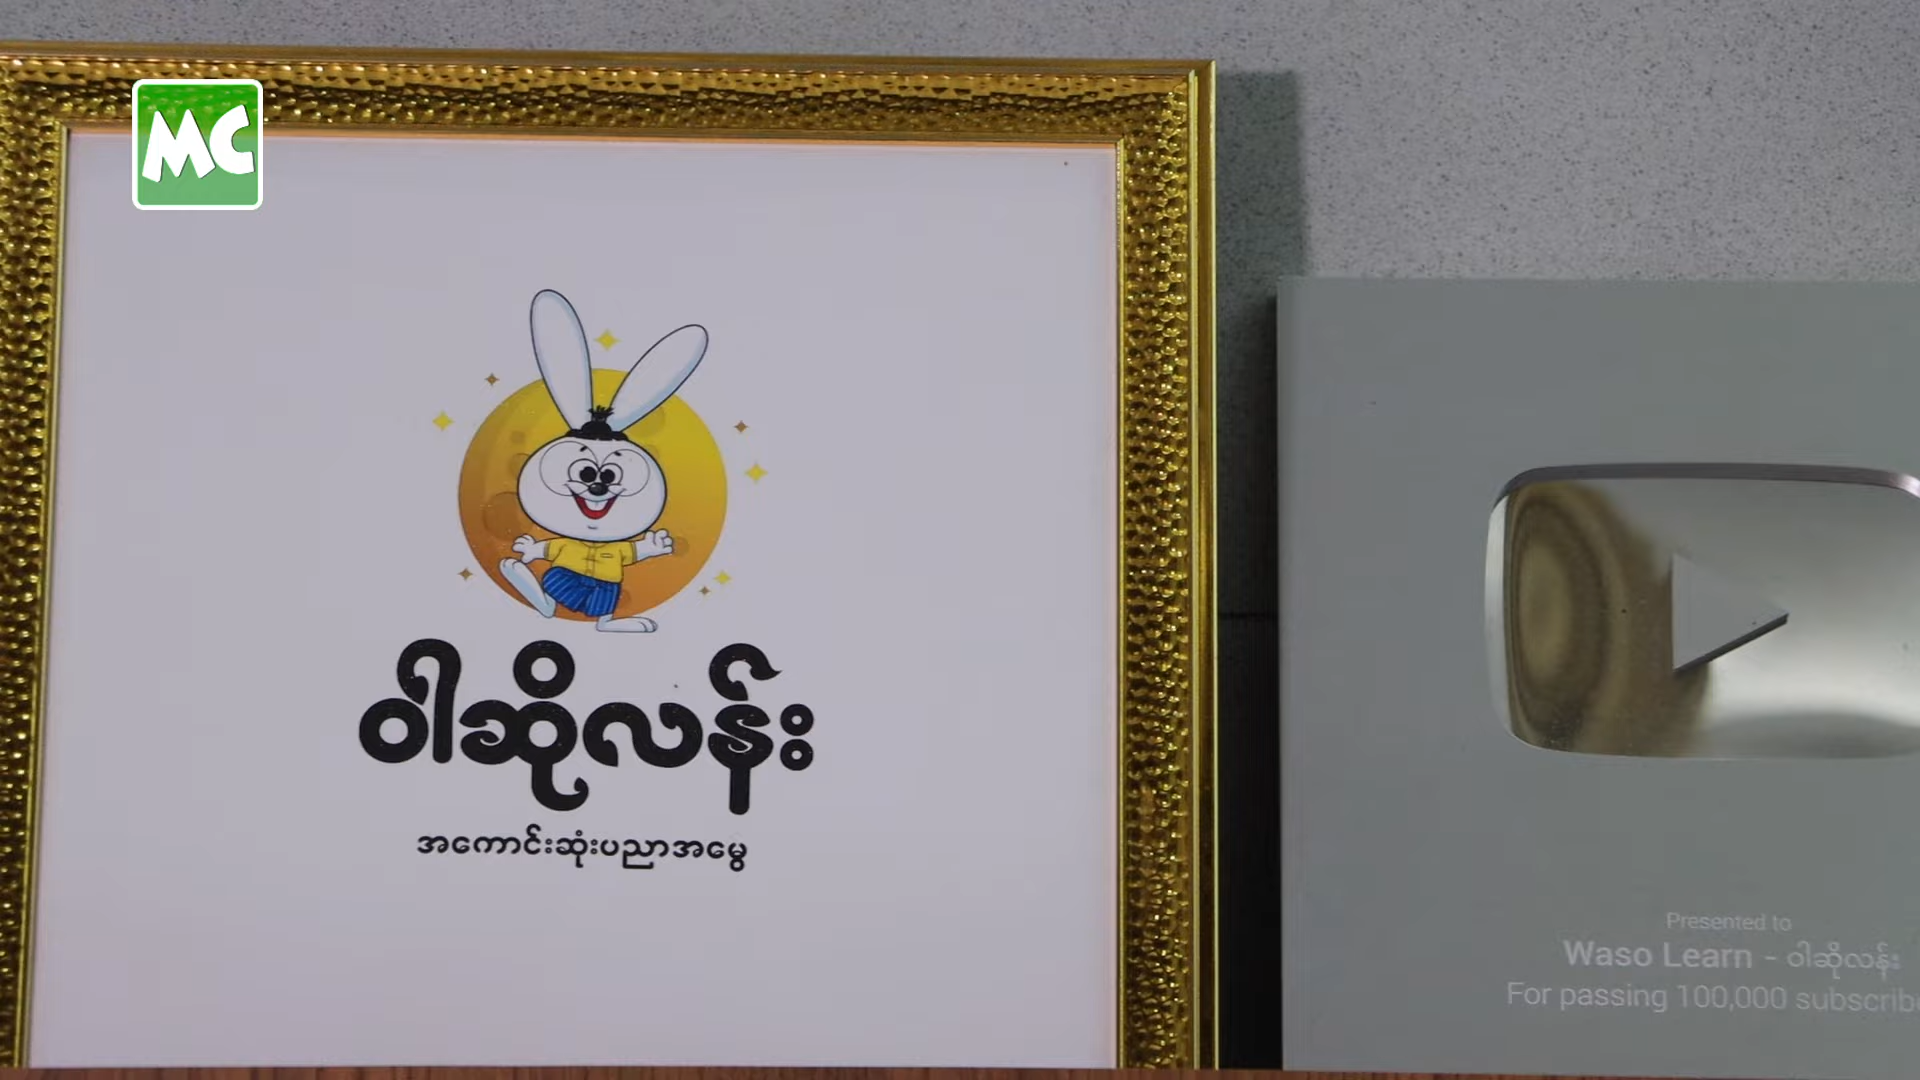 MC
ဝါဆိုလန်း
အကောင်းဆုံးပညာအမွေ
Presented to
Waso Learn - ဝါဆိုလန်း
For passing 100,000